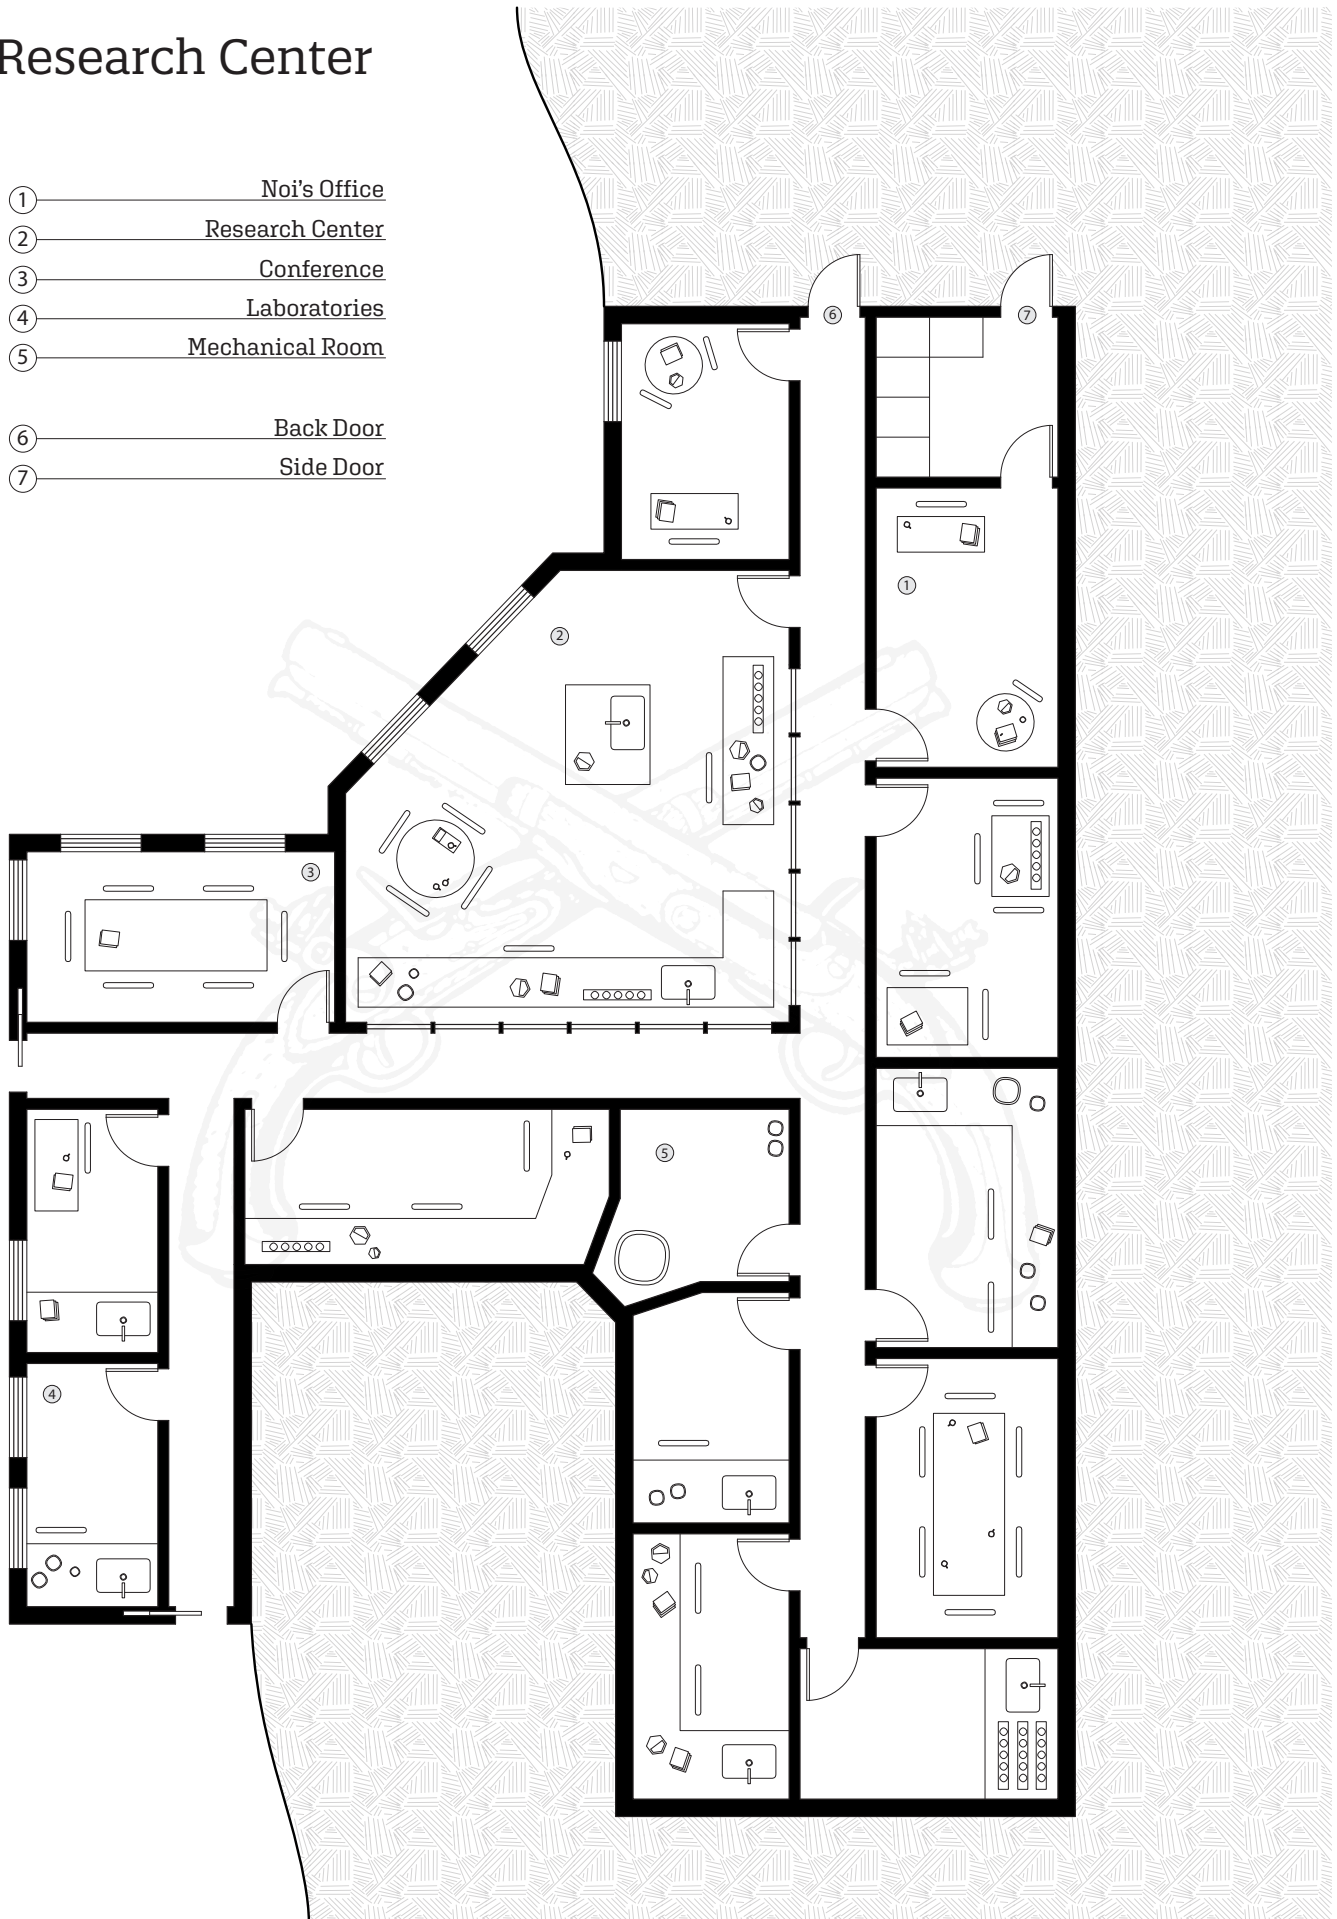 Research Center
1 Noi's Office
2 Research Center
3 Conference
4 Laboratories
5 Mechanical Room
6 Back Door
7 Side Door
6
7
1
2
3
5
4